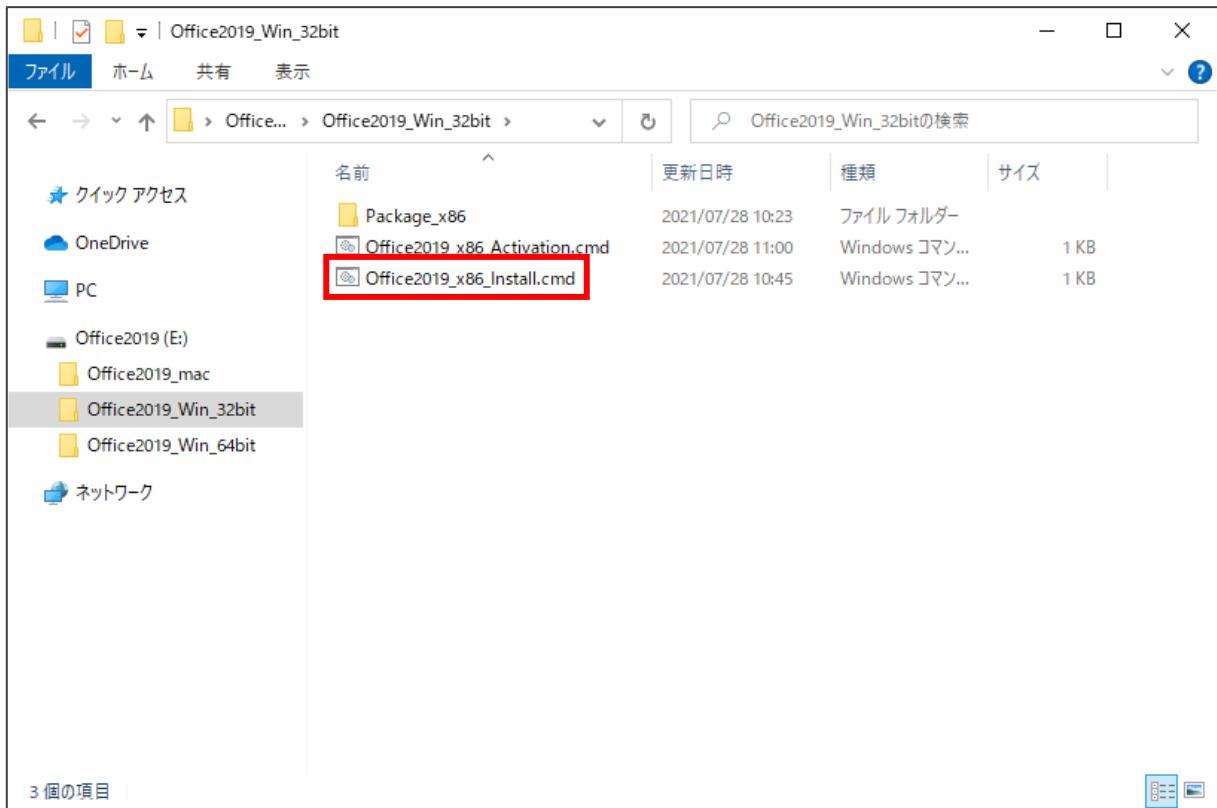 Office2019_Win_32bit
ファイル ホーム 共有 表示
Office... Office2019_Win_32bit Office2019_Win_32bitの検索
名前 更新日時 種類 サイズ
クイック アクセス
OneDrive
PC
Office2019 (E:)
Office2019_mac
Office2019_Win_32bit
Office2019_Win_64bit
ネットワーク
Package_x86 2021/07/28 10:23 ファイル フォルダー
Office2019_x86_Activation.cmd 2021/07/28 11:00 Windows コマン... 1 KB
Office2019_x86_Install.cmd 2021/07/28 10:45 Windows コマン... 1 KB
3 個の項目